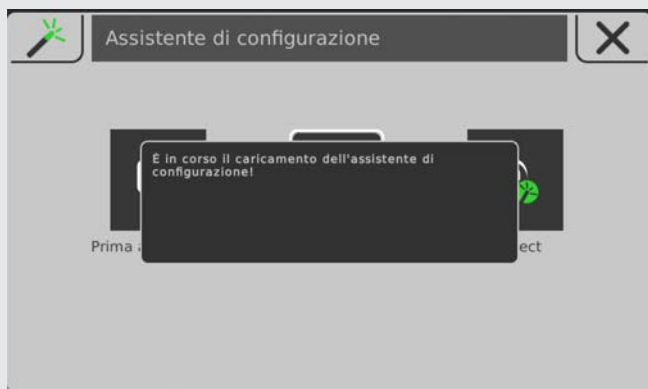 Assistente di configurazione
È in corso il caricamento dell'assistente di
configurazione!
Prima
ect